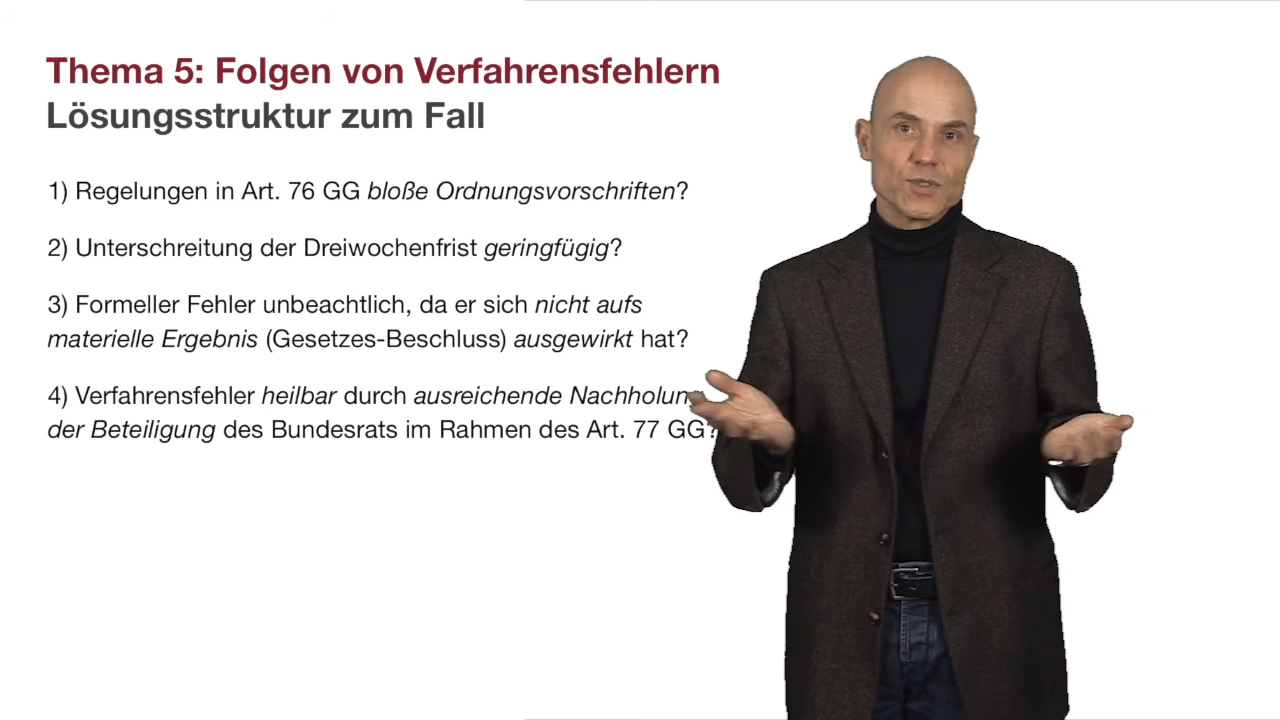 Thema 5: Folgen von Verfahrensfehlern
Lösungsstruktur zum Fall
1) Regelungen in Art. 76 GG bloße Ordnungsvorschriften?
2) Unterschreitung der Dreiwochenfrist geringfügig?
3) Formeller Fehler unbeachtlich, da er sich nicht aufs
materielle Ergebnis (Gesetzes-Beschluss) ausgewirkt hat?
4) Verfahrensfehler heilbar durch ausreichende Nachholun
der Beteiligung des Bundesrats im Rahmen des Art. 77 GG?